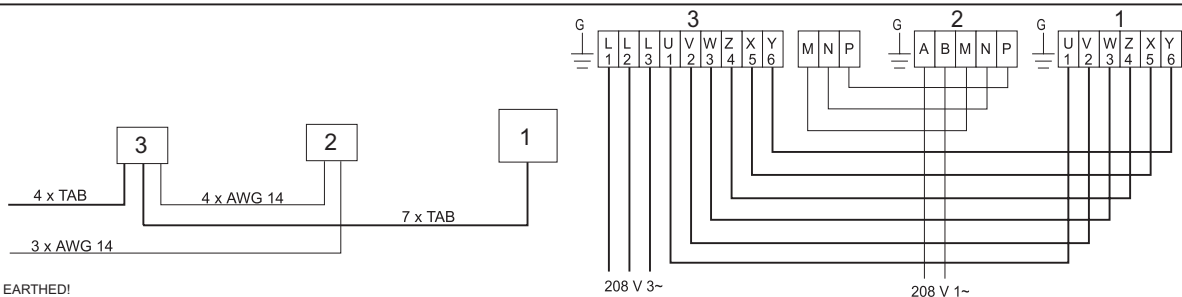 3
G
L L L U V W Z X Y
1 2 3 1 2 3 4 5 6
M N P
2
G
A B M N P
1
G
U V W Z X Y
1 2 3 4 5 6
3
2
1
4 x TAB
4 x AWG 14
7 x TAB
3 x AWG 14
EARTHED!
208 V 3~
208 V 1~